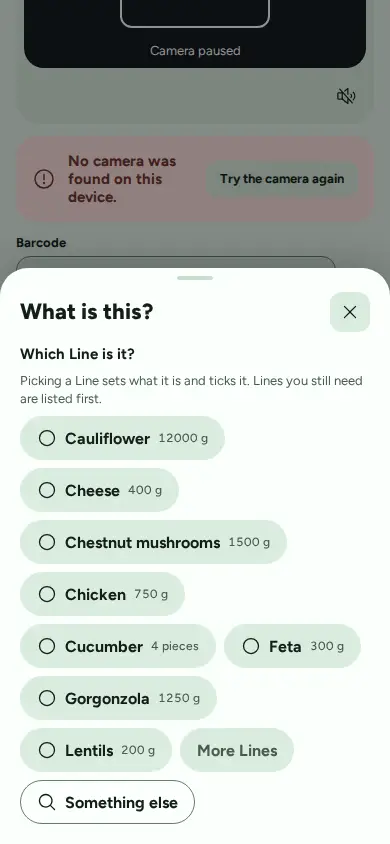 Camera paused
No camera was
found on this
device.
Try the camera again
Barcode
What is this?
Which Line is it?
Picking a Line sets what it is and ticks it. Lines you still need
are listed first.
Cauliflower 12000 g
Cheese 400 g
Chestnut mushrooms 1500 g
Chicken 750 g
Cucumber 4 pieces
Feta 300 g
Gorgonzola 1250 g
Lentils 200 g
More Lines
Something else